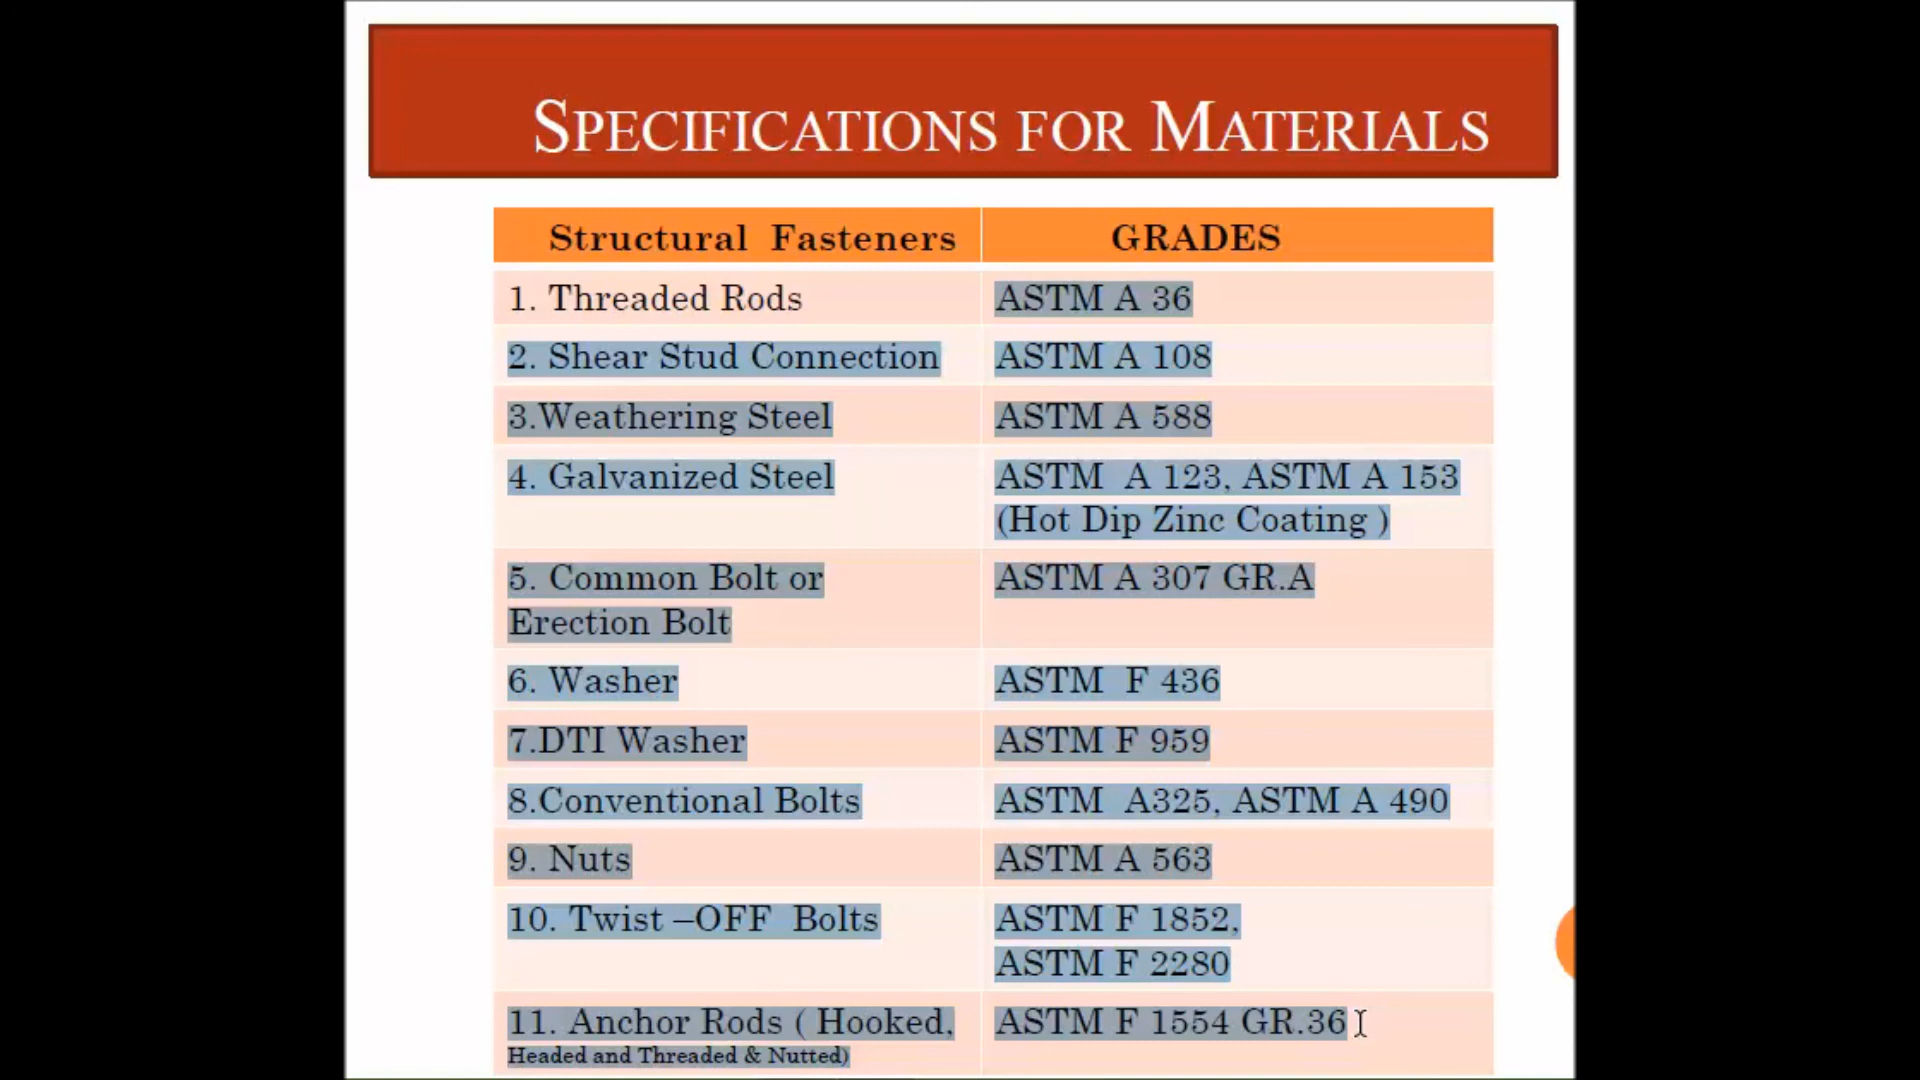 SPECIFICATIONS FOR MATERIALS
Structural Fasteners GRADES
1. Threaded Rods ASTM A 36
2. Shear Stud Connection ASTM A 108
3.Weathering Steel ASTM A 588
4. Galvanized Steel ASTM A 123, ASTM A 153
(Hot Dip Zinc Coating )
5. Common Bolt or ASTM A 307 GR.A
Erection Bolt
6. Washer ASTM F 436
7.DTI Washer ASTM F 959
8.Conventional Bolts ASTM A325, ASTM A 490
9. Nuts ASTM A 563
10. Twist –OFF Bolts ASTM F 1852,
ASTM F 2280
11. Anchor Rods ( Hooked, ASTM F 1554 GR.36
Headed and Threaded & Nutted)